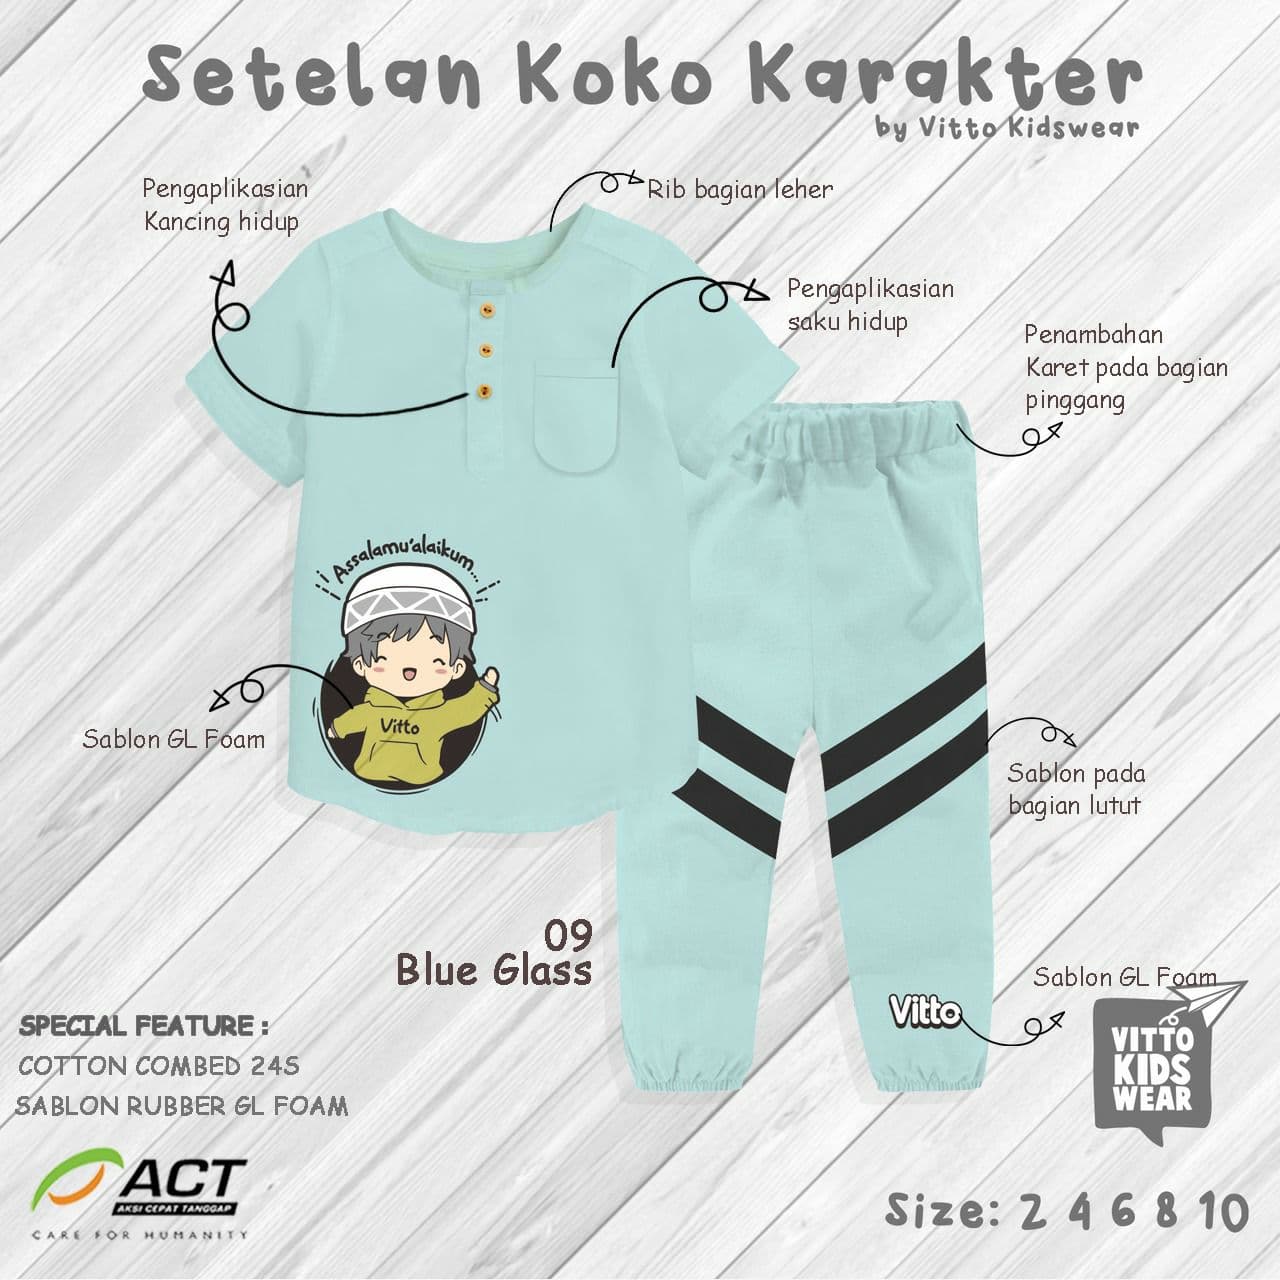 Setelan Koko Karakter
by Vitto Kidswear
Pengaplikasian
Kancing hidup
Rib bagian leher
Pengaplikasian
saku hidup
Penambahan
Karet pada bagian
pinggang
Assalamu'alaikum...
Vitto
Sablon GL Foam
Sablon pada
bagian lutut
09
Blue Glass
Sablon GL Foam
Vitto
SPECIAL FEATURE :
COTTON COMBED 24S
SABLON RUBBER GL FOAM
VITTO
KIDS
WEAR
ACT
AKSI CEPAT TANGGAP
CARE FOR HUMANITY
Size: 2 4 6 8 10